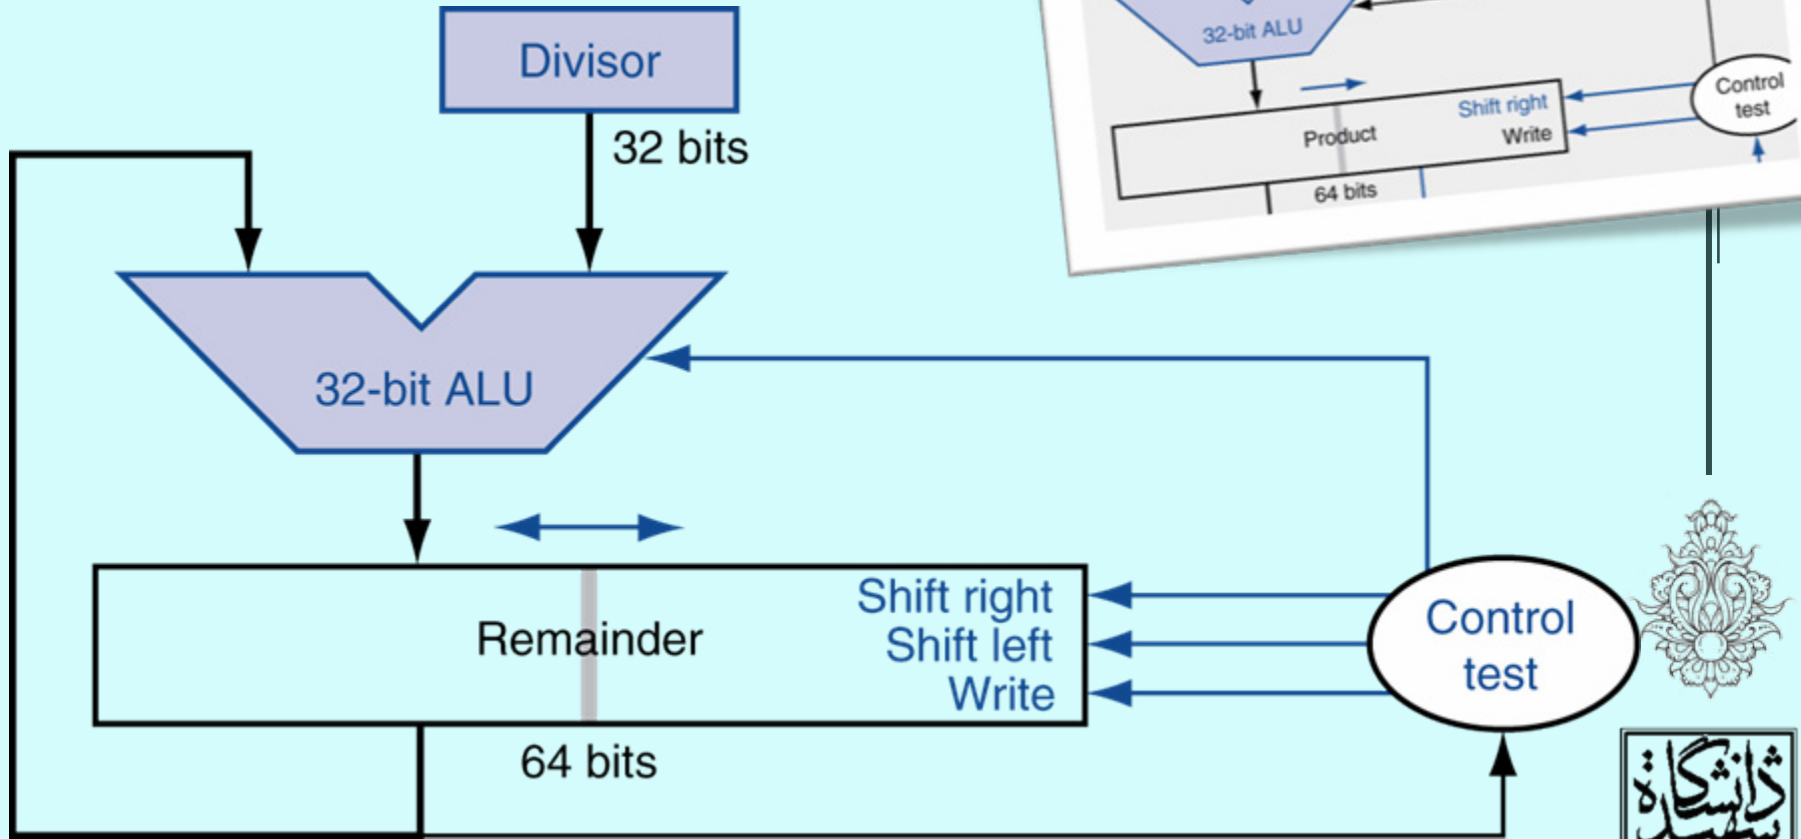 Divisor
32 bits
32-bit ALU
Remainder
Shift right
Shift left
Write
64 bits
Control
test
32-bit ALU
Product
Shift right
Write
64 bits
Control
test
دانشگاه